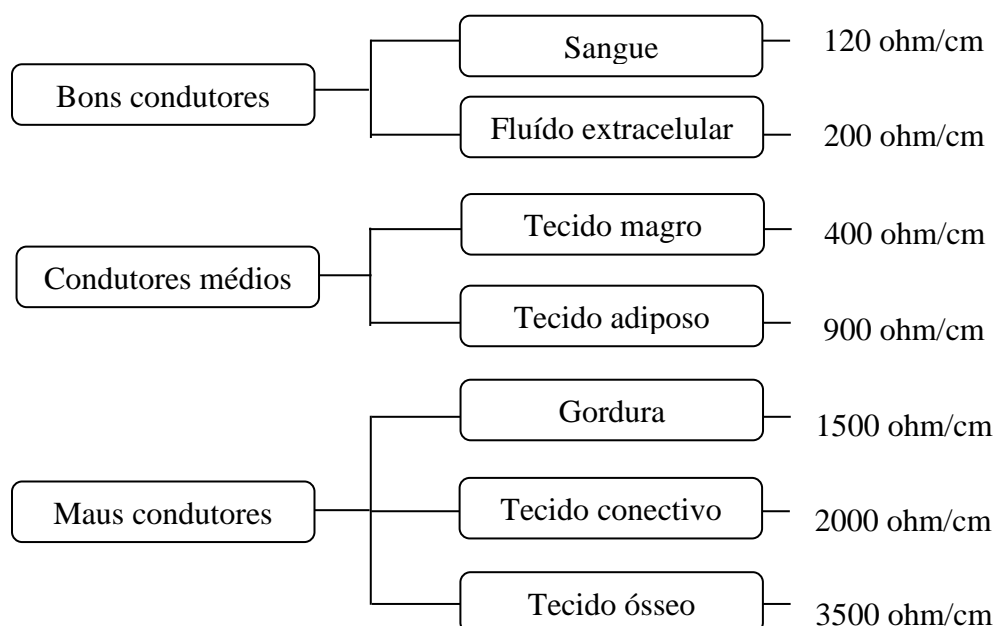 Bons condutores
Sangue 120 ohm/cm
Fluído extracelular 200 ohm/cm
Condutores médios
Tecido magro 400 ohm/cm
Tecido adiposo 900 ohm/cm
Maus condutores
Gordura 1500 ohm/cm
Tecido conectivo 2000 ohm/cm
Tecido ósseo 3500 ohm/cm